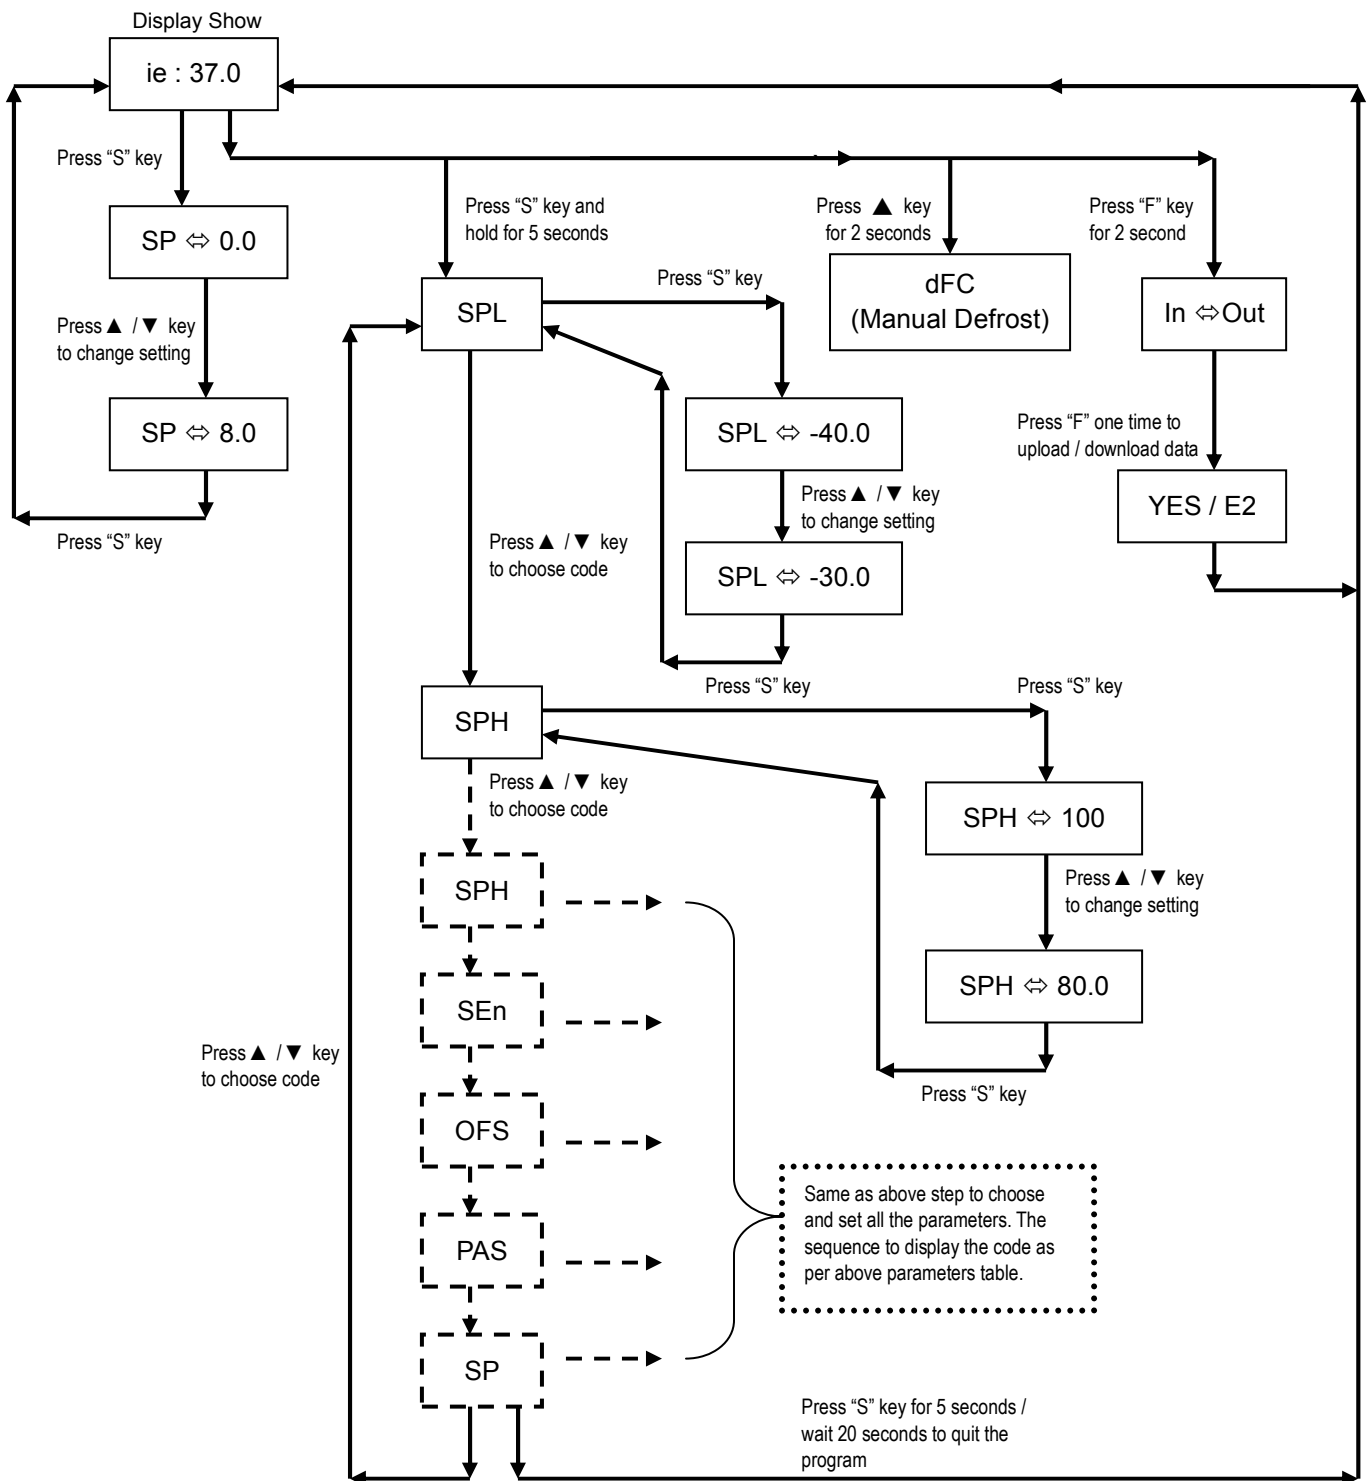 Display Show
ie : 37.0
Press “S” key
SP ⇔ 0.0
Press ▲ / ▼ key
to change setting
SP ⇔ 8.0
Press “S” key
Press “S” key and
hold for 5 seconds
SPL
Press “S” key
SPL ⇔ -40.0
Press ▲ / ▼ key
to change setting
SPL ⇔ -30.0
Press “S” key
Press ▲ key
for 2 seconds
dFC
(Manual Defrost)
Press “F” key
for 2 second
In ⇔ Out
Press “F” one time to
upload / download data
YES / E2
Press ▲ / ▼ key
to choose code
SPH
Press “S” key
SPH ⇔ 100
Press ▲ / ▼ key
to change setting
SPH ⇔ 80.0
Press “S” key
Press ▲ / ▼ key
to choose code
SPH
SEn
OFS
PAS
SP
Press ▲ / ▼ key
to choose code
Same as above step to choose
and set all the parameters. The
sequence to display the code as
per above parameters table.
Press “S” key for 5 seconds /
wait 20 seconds to quit the
program